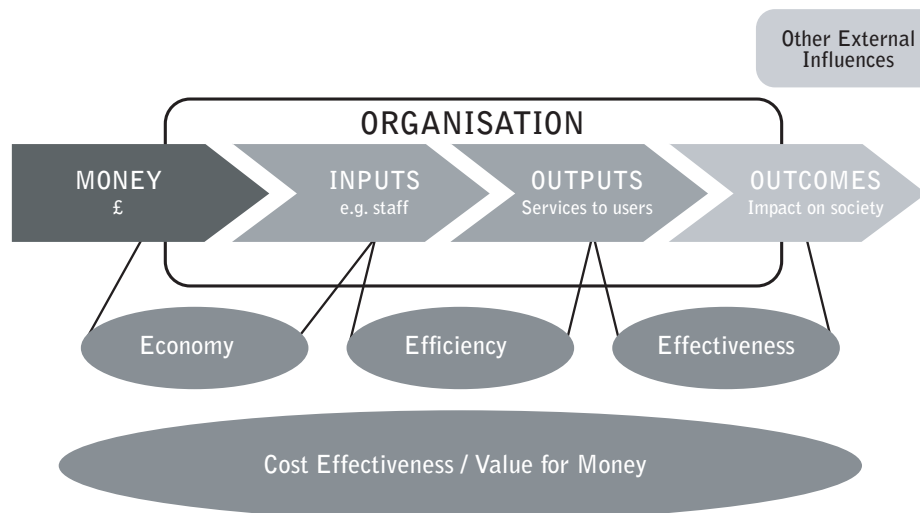 Other External
Influences
ORGANISATION
MONEY
£
INPUTS
e.g. staff
OUTPUTS
Services to users
OUTCOMES
Impact on society
Economy
Efficiency
Effectiveness
Cost Effectiveness / Value for Money